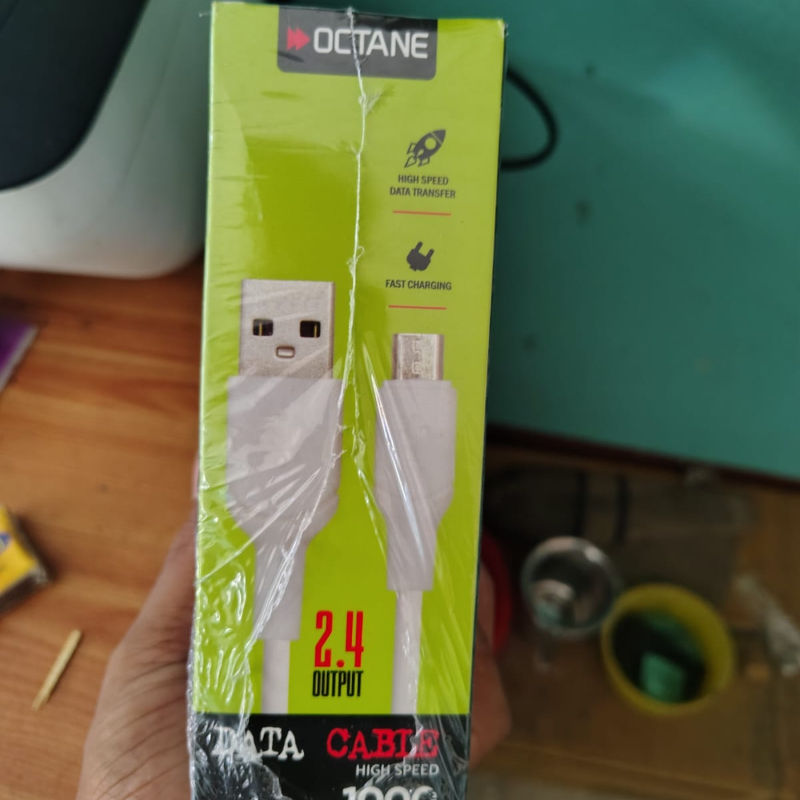 OCTANE
HIGH SPEED
DATA TRANSFER
FAST CHARGING
2.4
OUTPUT
DATA CABLE
HIGH SPEED